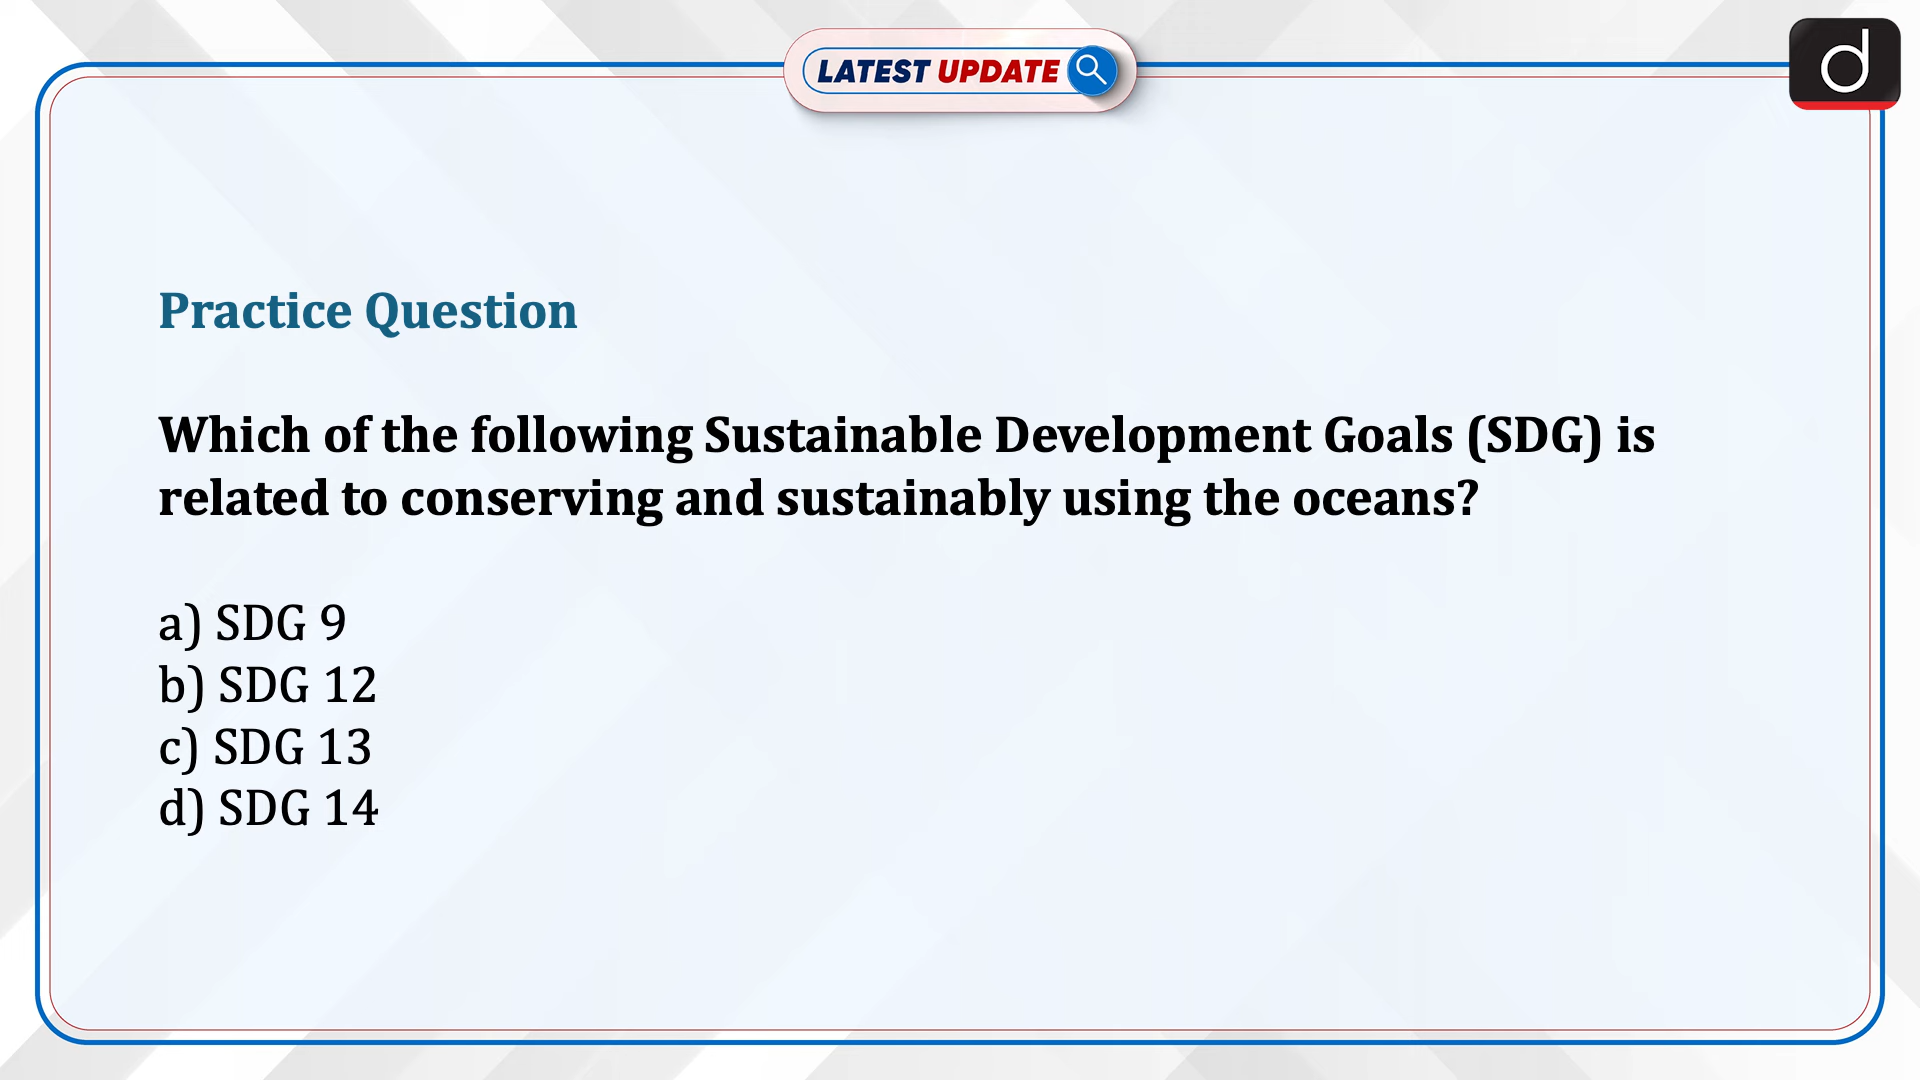 LATEST UPDATE
d
Practice Question
Which of the following Sustainable Development Goals (SDG) is
related to conserving and sustainably using the oceans?
a) SDG 9
b) SDG 12
c) SDG 13
d) SDG 14